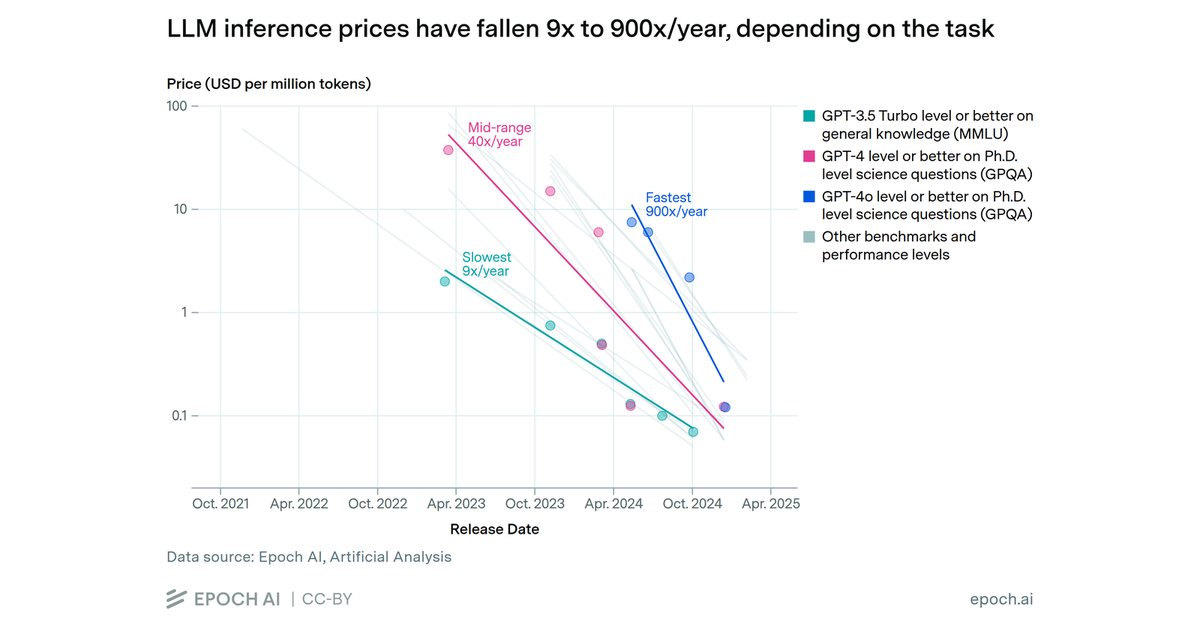 LLM inference prices have fallen 9x to 900x/year, depending on the task
Price (USD per million tokens)
100
10
1
0.1
Mid-range
40x/year
Fastest
900x/year
Slowest
9x/year
GPT-3.5 Turbo level or better on
general knowledge (MMLU)
GPT-4 level or better on Ph.D.
level science questions (GPQA)
GPT-4o level or better on Ph.D.
level science questions (GPQA)
Other benchmarks and
performance levels
Oct. 2021 Apr. 2022 Oct. 2022 Apr. 2023 Oct. 2023 Apr. 2024 Oct. 2024 Apr. 2025
Release Date
Data source: Epoch AI, Artificial Analysis
EPOCH AI | CC-BY
epoch.ai